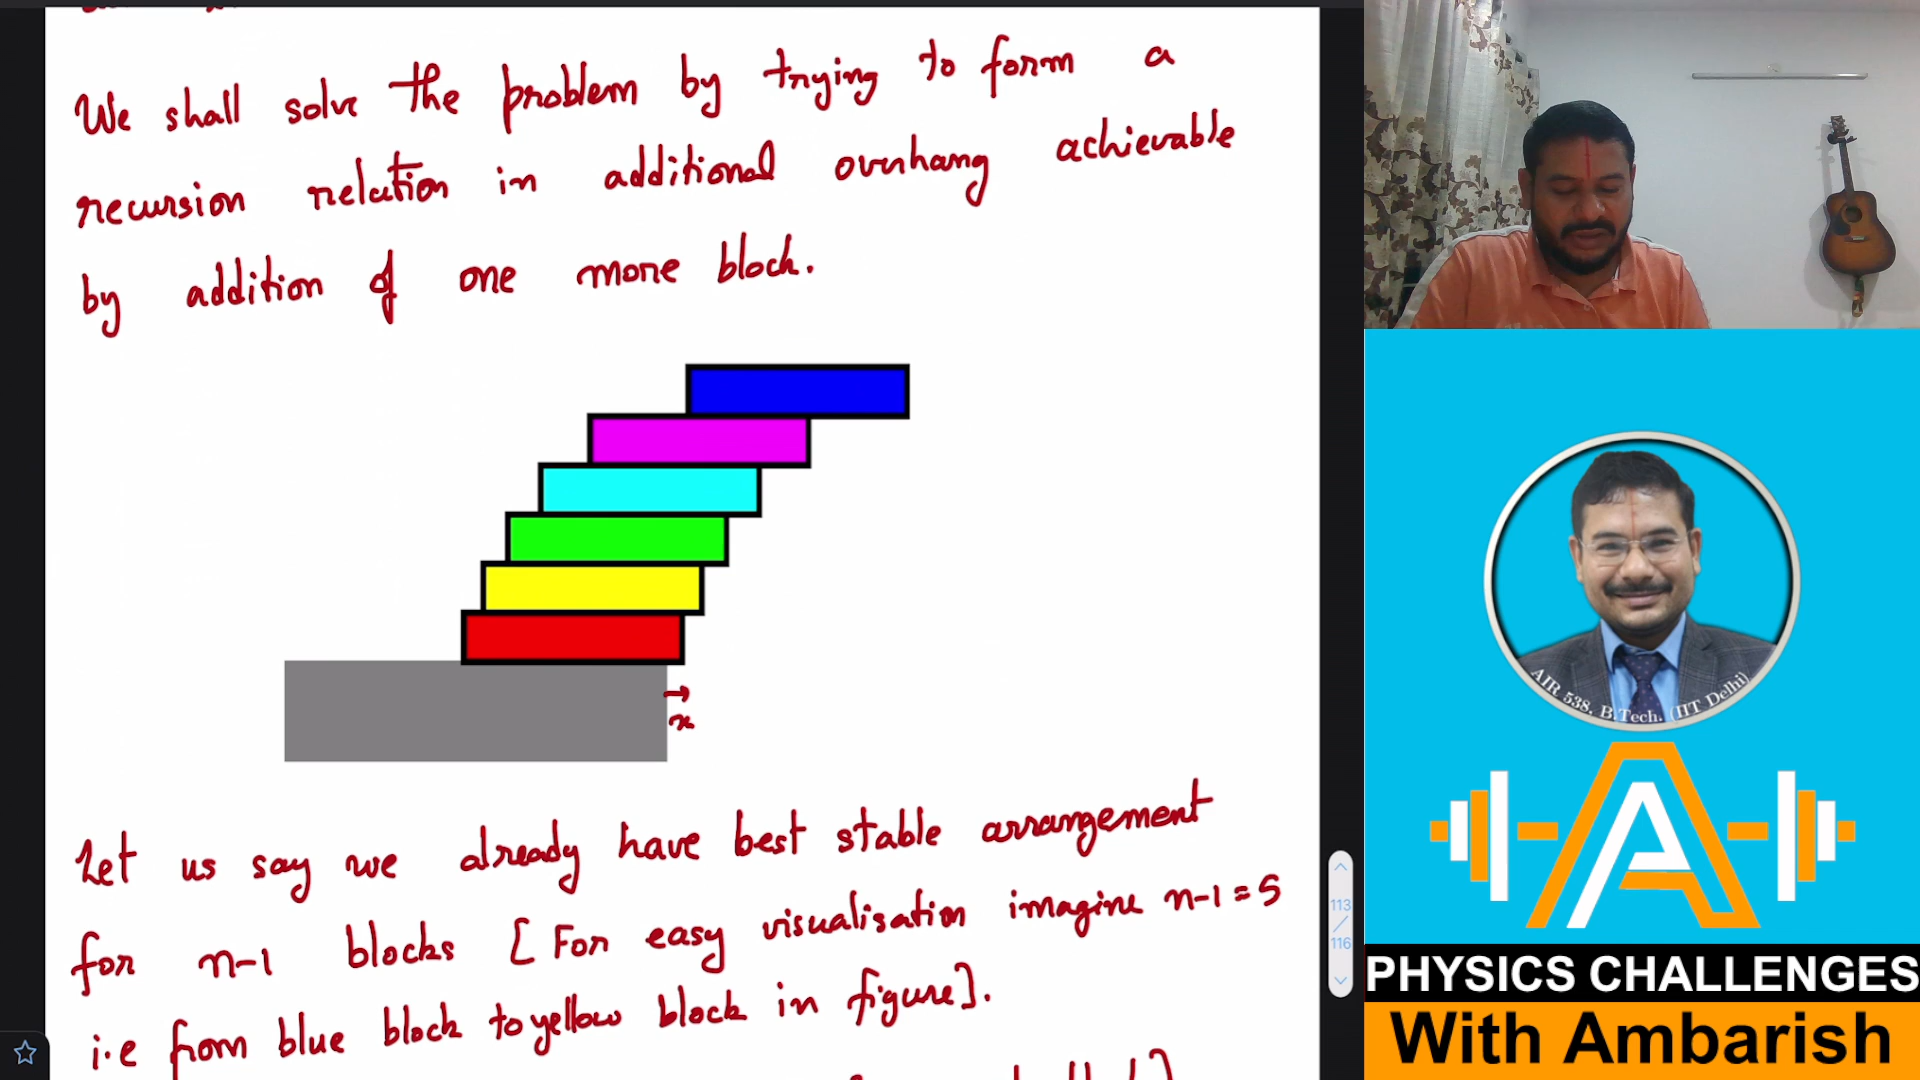 We shall solve the problem by trying to form a
recursion relation in additional overhang achievable
by addition of one more block.
x
Let us say we already have best stable arrangement
for n-1 blocks [For easy visualisation imagine n-1 = 5
i.e from blue block to yellow block in figure].
113
/
116
AIR 538, B.Tech. (IIT Delhi)
A
PHYSICS CHALLENGES
With Ambarish